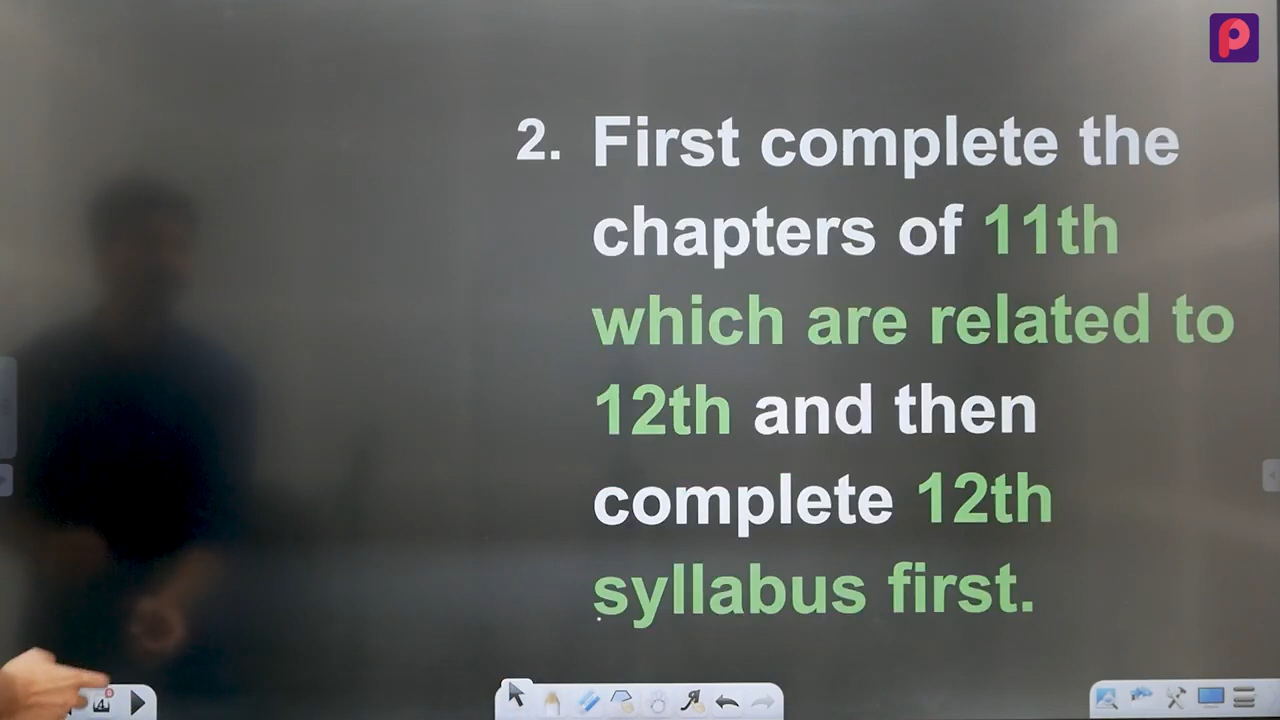 2. First complete the
chapters of 11th
which are related to
12th and then
complete 12th
syllabus first.